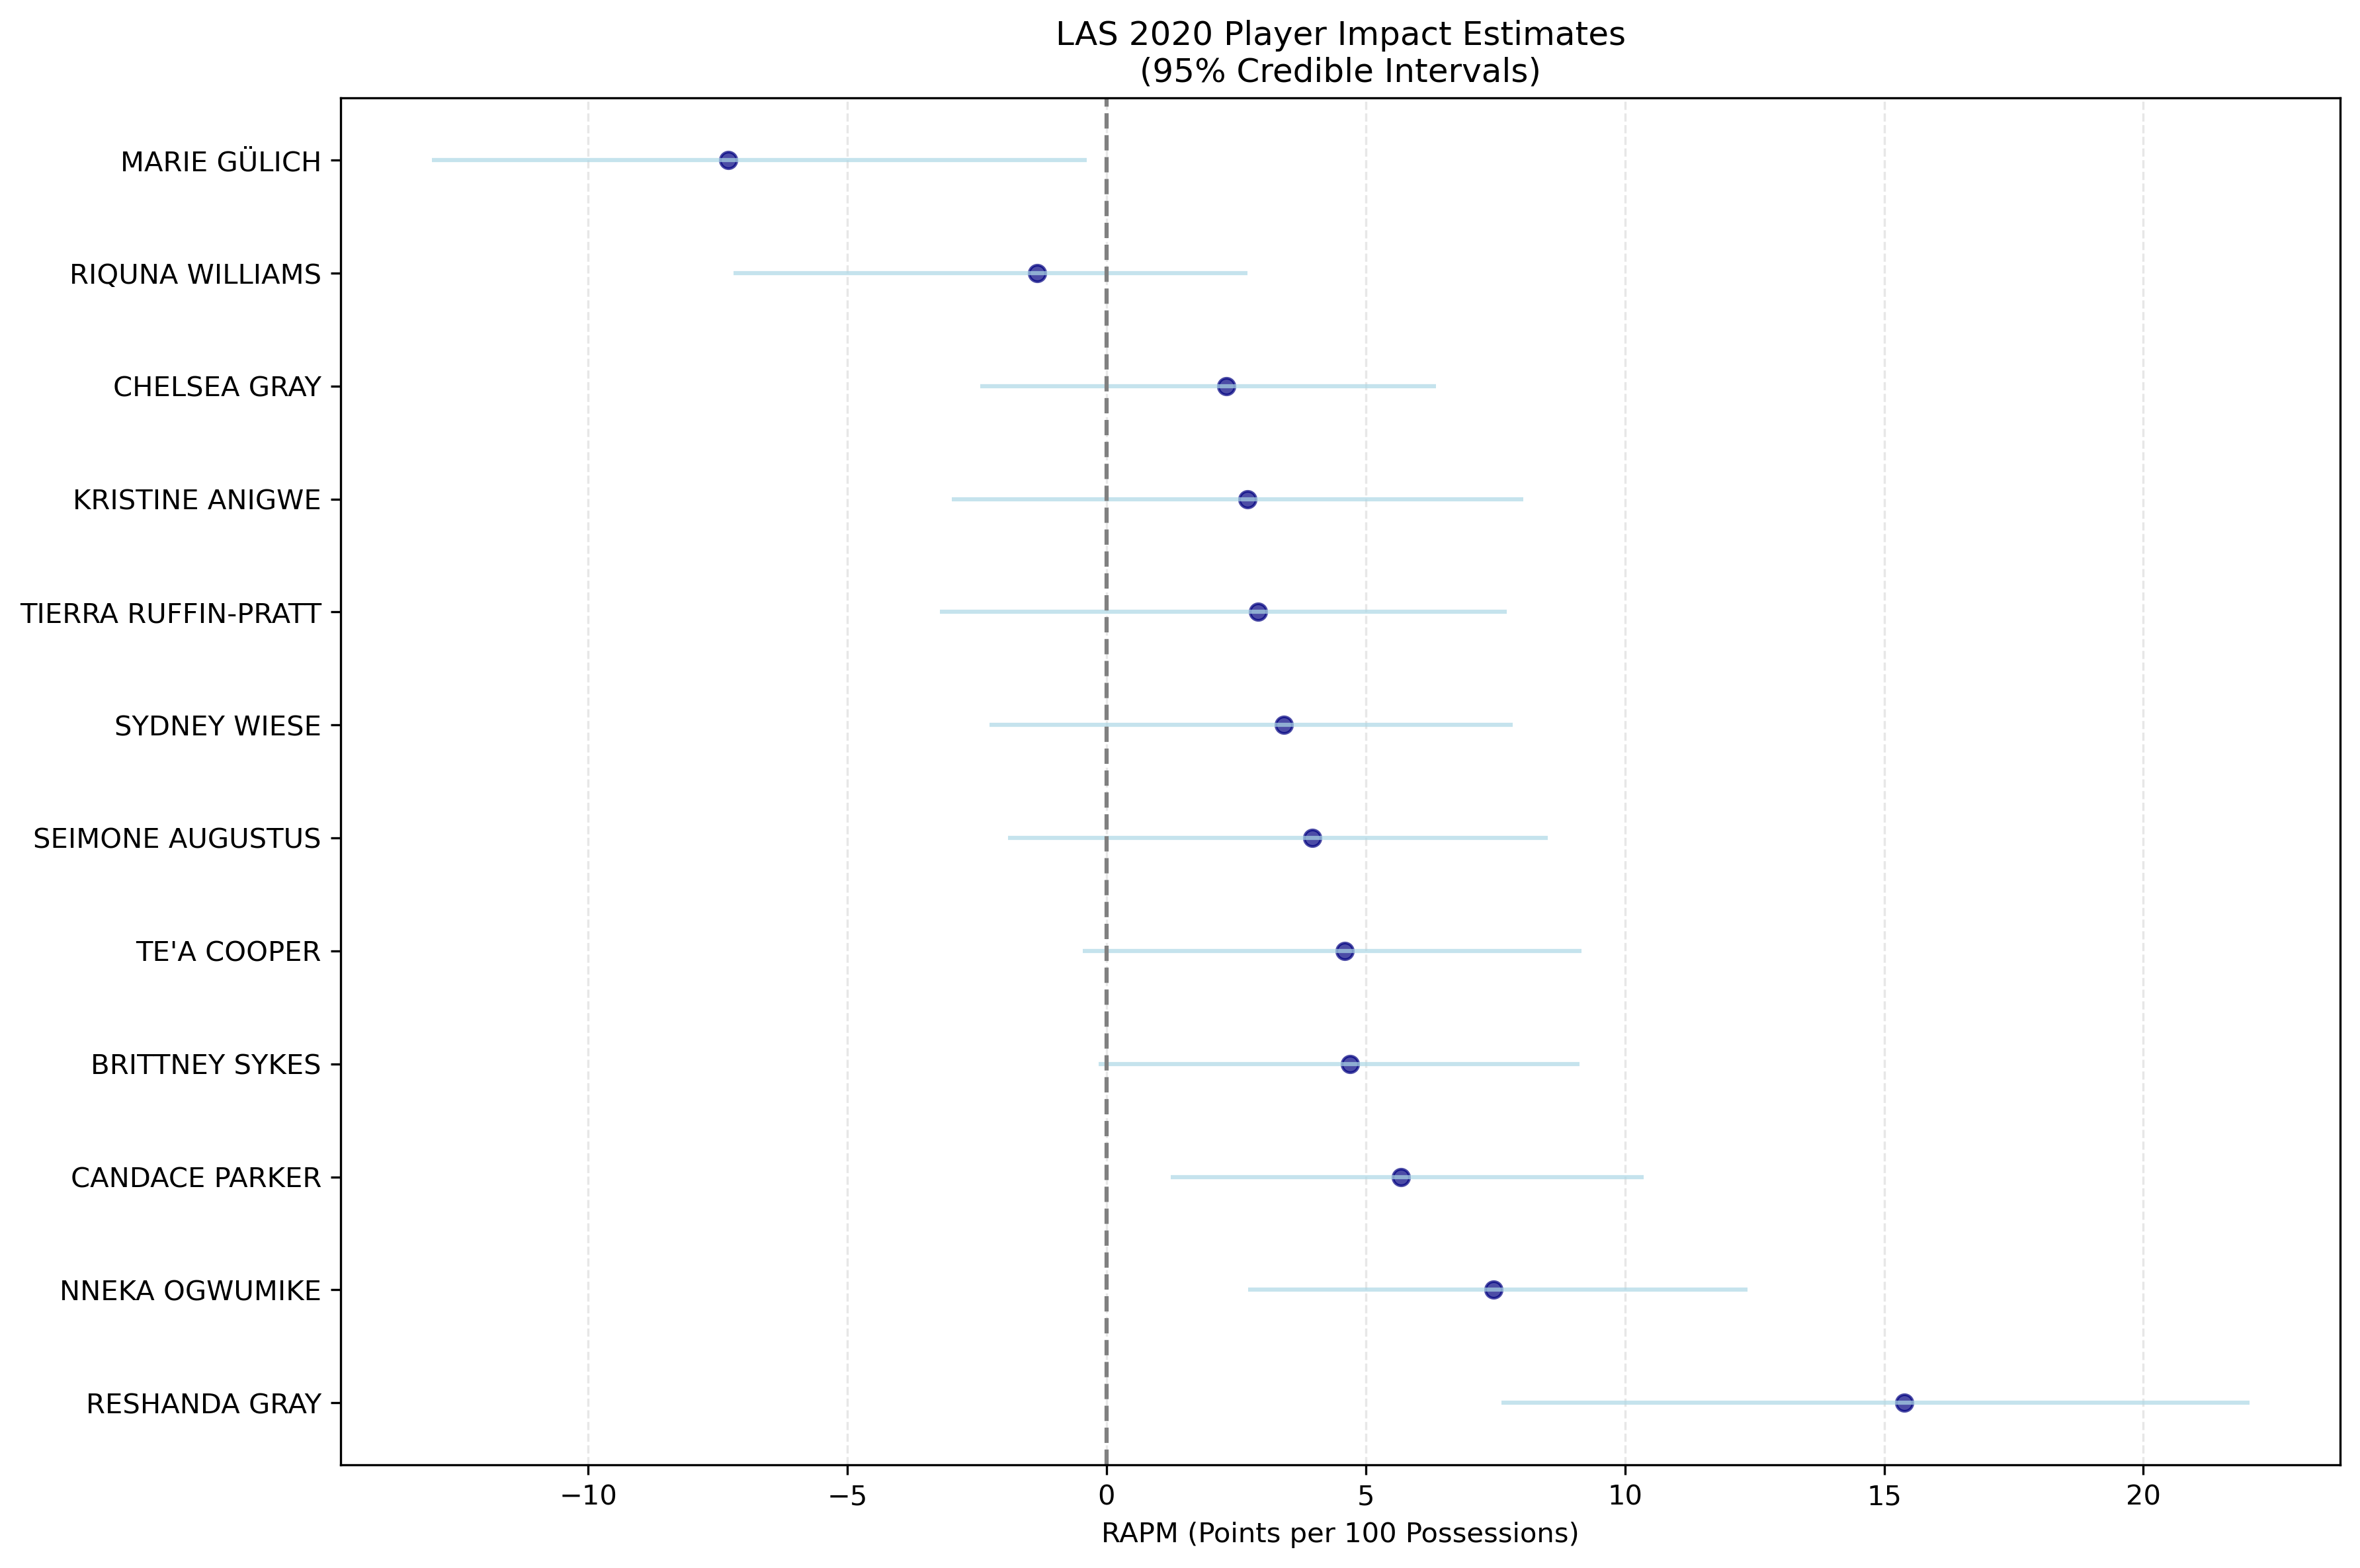 LAS 2020 Player Impact Estimates
(95% Credible Intervals)
MARIE GÜLICH
RIQUNA WILLIAMS
CHELSEA GRAY
KRISTINE ANIGWE
TIERRA RUFFIN-PRATT
SYDNEY WIESE
SEIMONE AUGUSTUS
TE'A COOPER
BRITTNEY SYKES
CANDACE PARKER
NNEKA OGWUMIKE
RESHANDA GRAY
−10 −5 0 5 10 15 20
RAPM (Points per 100 Possessions)